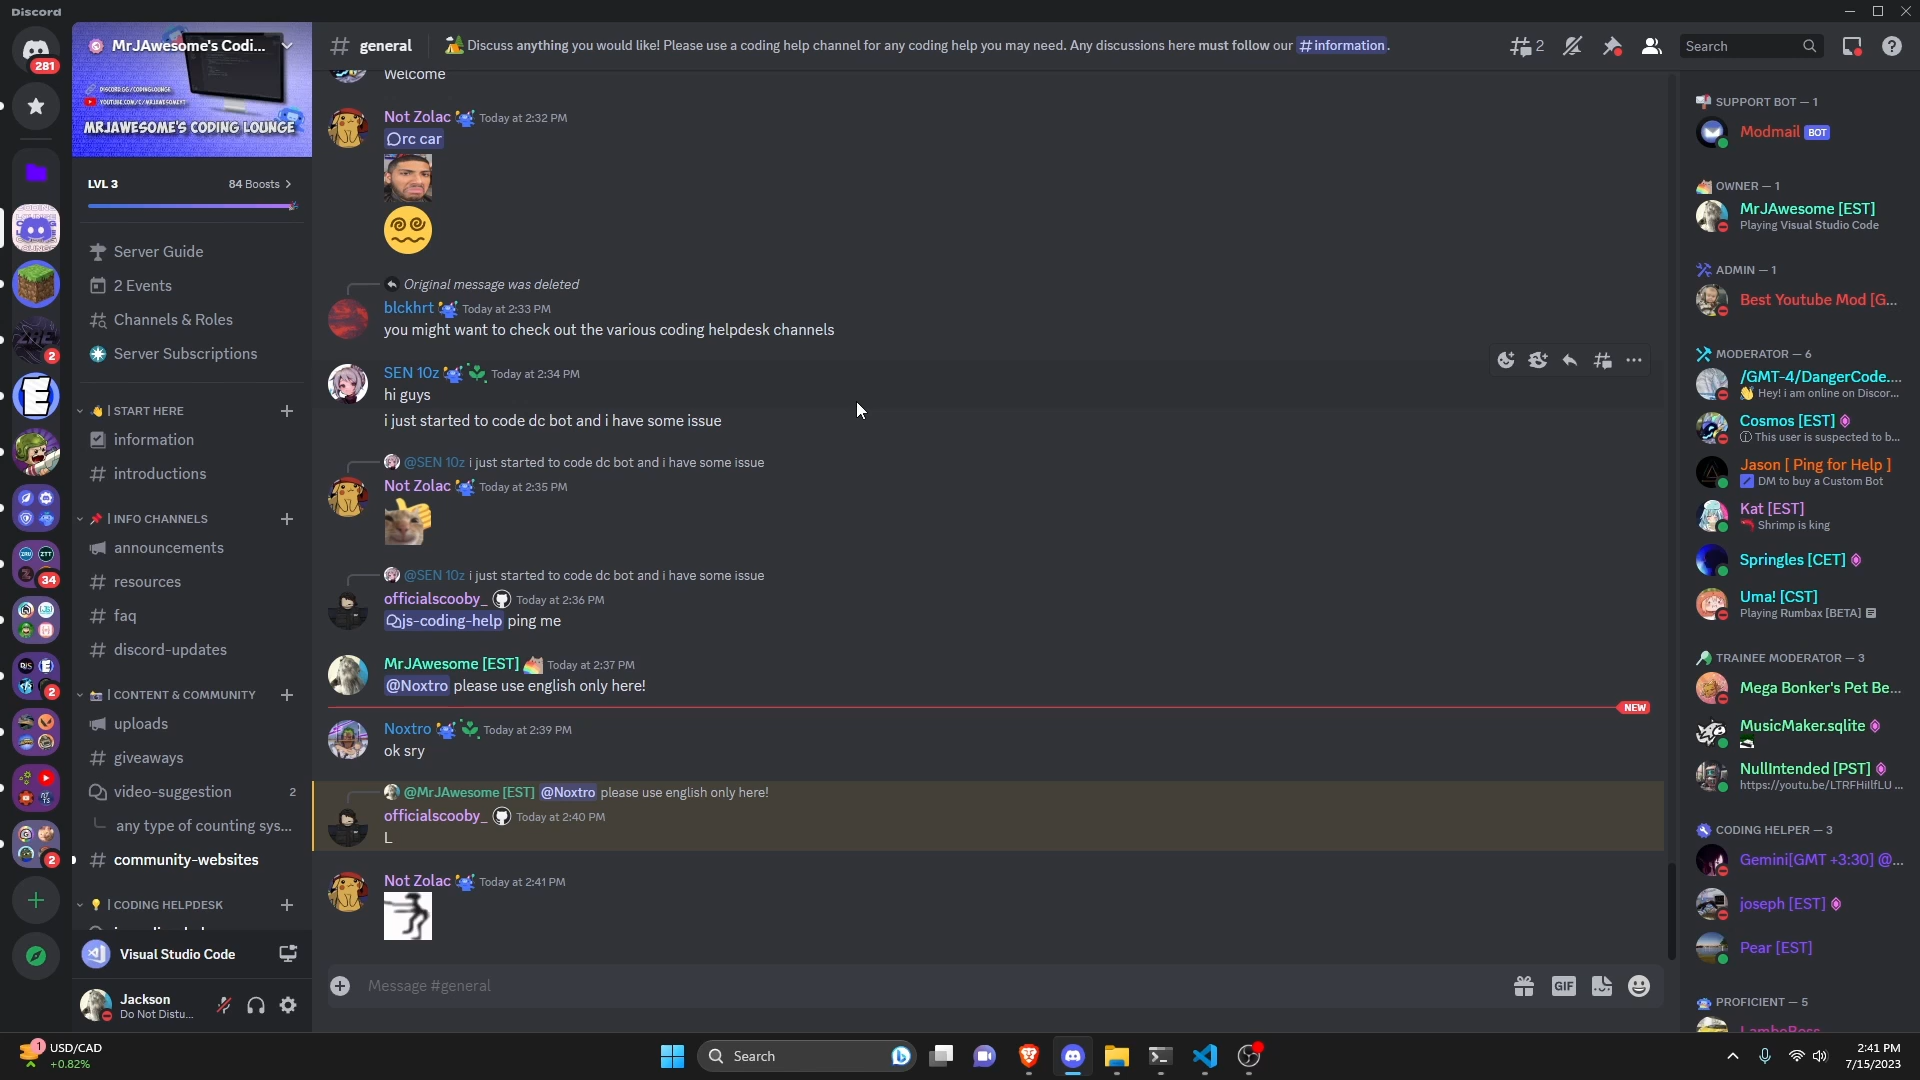 Discord
281
MrJAwesome's Codi...
DISCORD.GG/CODINGLOUNGE
YOUTUBE.COM/C/MRJAWESOMEYT
MRJAWESOME'S CODING LOUNGE
LVL 3
84 Boosts
Server Guide
2 Events
Channels & Roles
Server Subscriptions
START HERE
information
introductions
| INFO CHANNELS
announcements
resources
faq
discord-updates
| CONTENT & COMMUNITY
uploads
giveaways
video-suggestion
2
any type of counting sys...
community-websites
| CODING HELPDESK
Visual Studio Code
Jackson
Do Not Distu...
2
34
2
2
general
Discuss anything you would like! Please use a coding help channel for any coding help you may need. Any discussions here must follow our # information .
2
Search
Welcome
Not Zolac Today at 2:32 PM
rc car
Original message was deleted
blckhrt Today at 2:33 PM
you might want to check out the various coding helpdesk channels
SEN 10z Today at 2:34 PM
hi guys
i just started to code dc bot and i have some issue
@SEN 10z i just started to code dc bot and i have some issue
Not Zolac Today at 2:35 PM
@SEN 10z i just started to code dc bot and i have some issue
officialscooby_ Today at 2:36 PM
js-coding-help ping me
MrJAwesome [EST] Today at 2:37 PM
@Noxtro please use english only here!
NEW
Noxtro Today at 2:39 PM
ok sry
@MrJAwesome [EST] @Noxtro please use english only here!
officialscooby_ Today at 2:40 PM
L
Not Zolac Today at 2:41 PM
Message #general
GIF
SUPPORT BOT — 1
Modmail BOT
OWNER — 1
MrJAwesome [EST]
Playing Visual Studio Code
ADMIN — 1
Best Youtube Mod [G...
MODERATOR — 6
/GMT-4/DangerCode....
Hey! i am online on Discor...
Cosmos [EST]
This user is suspected to b...
Jason [ Ping for Help ]
DM to buy a Custom Bot
Kat [EST]
Shrimp is king
Springles [CET]
Uma! [CST]
Playing Rumbax [BETA]
TRAINEE MODERATOR — 3
Mega Bonker's Pet Be...
MusicMaker.sqlite
NullIntended [PST]
https://youtu.be/LTRFHiIfLU ...
CODING HELPER — 3
Gemini[GMT +3:30] @...
joseph [EST]
Pear [EST]
PROFICIENT — 5
LamboBoss
1
USD/CAD
+0.82%
Search
2:41 PM
7/15/2023